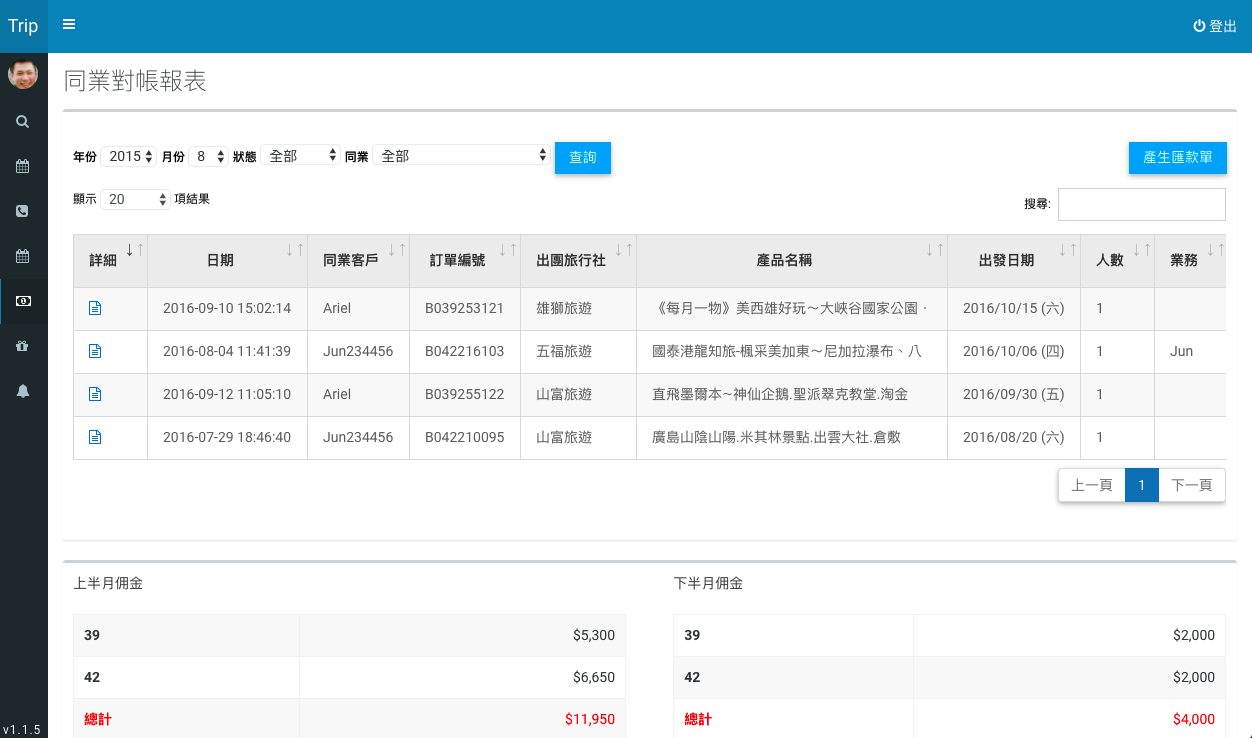 Trip
登出
同業對帳報表
年份 2015 月份 8 狀態 全部 同業 全部 查詢 產生匯款單
顯示 20 項結果 搜尋:
詳細 日期 同業客戶 訂單編號 出團旅行社 產品名稱 出發日期 人數 業務
2016-09-10 15:02:14 Ariel B039253121 雄獅旅遊 《每月一物》美西雄好玩～大峽谷國家公園‧ 2016/10/15 (六) 1
2016-08-04 11:41:39 Jun234456 B042216103 五福旅遊 國泰港龍知旅-楓采美加東～尼加拉瀑布、八 2016/10/06 (四) 1 Jun
2016-09-12 11:05:10 Ariel B039255122 山富旅遊 直飛墨爾本~神仙企鵝.聖派翠克教堂.淘金 2016/09/30 (五) 1
2016-07-29 18:46:40 Jun234456 B042210095 山富旅遊 廣島山陰山陽.米其林景點.出雲大社.倉敷 2016/08/20 (六) 1
上一頁 1 下一頁
上半月佣金
39 $5,300
42 $6,650
總計 $11,950
下半月佣金
39 $2,000
42 $2,000
總計 $4,000
v1.1.5